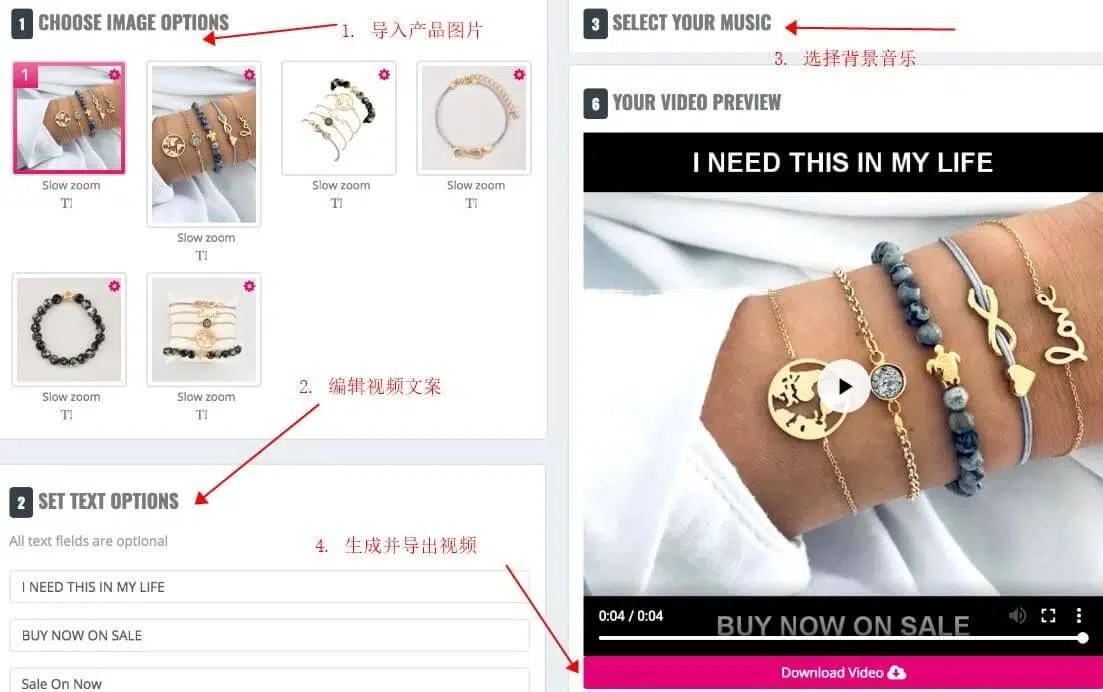 1 CHOOSE IMAGE OPTIONS
1. 导入产品图片
1
Slow zoom
TI
Slow zoom
TI
Slow zoom
TI
Slow zoom
TI
Slow zoom
TI
Slow zoom
TI
2. 编辑视频文案
2 SET TEXT OPTIONS
All text fields are optional
I NEED THIS IN MY LIFE
BUY NOW ON SALE
Sale On Now
4. 生成并导出视频
3 SELECT YOUR MUSIC
3. 选择背景音乐
6 YOUR VIDEO PREVIEW
I NEED THIS IN MY LIFE
love
0:04 / 0:04
BUY NOW ON SALE
Download Video